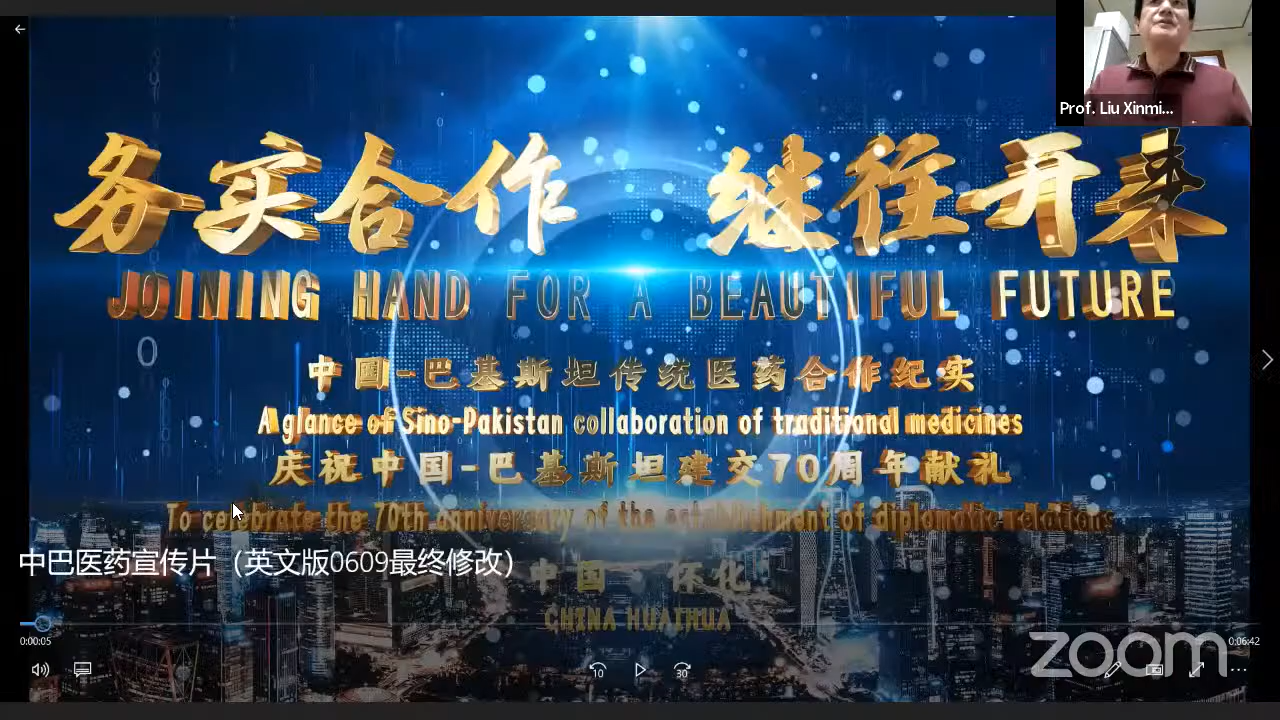 Prof. Liu Xinmi...
务实合作 继往开来
JOINING HAND FOR A BEAUTIFUL FUTURE
中国-巴基斯坦传统医药合作纪实
A glance of Sino-Pakistan collaboration of traditional medicines
庆祝中国-巴基斯坦建交70周年献礼
To celebrate the 70th anniversary of the establishment of diplomatic relations
中巴医药宣传片（英文版0609最终修改）
中国·怀化
CHINA HUAIHUA
0:00:05
0:06:42
10
30
zoom